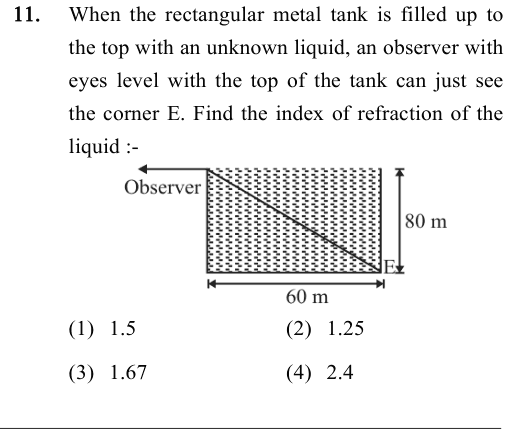 11. When the rectangular metal tank is filled up to
the top with an unknown liquid, an observer with
eyes level with the top of the tank can just see
the corner E. Find the index of refraction of the
liquid :-
Observer
80 m
E
60 m
(1) 1.5 (2) 1.25
(3) 1.67 (4) 2.4